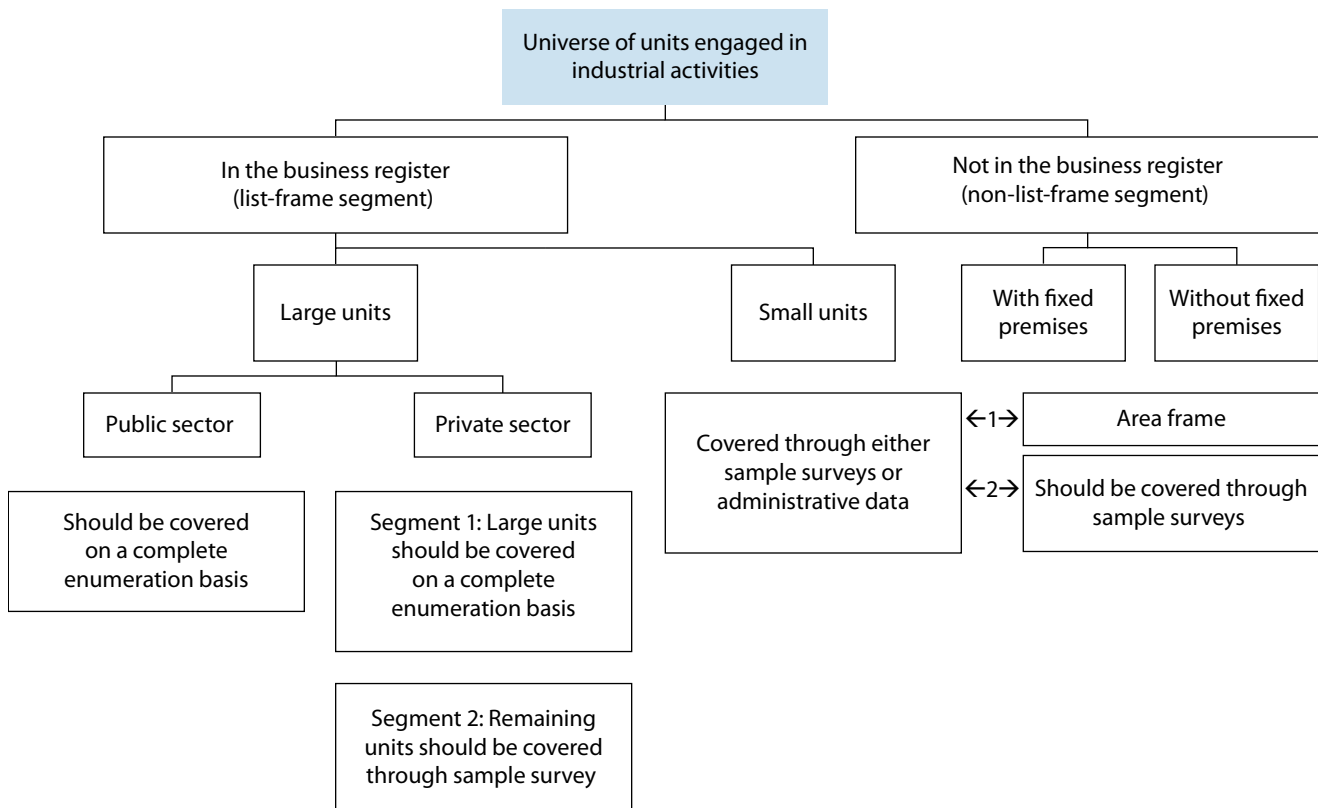 Universe of units engaged in
industrial activities
In the business register
(list-frame segment)
Not in the business register
(non-list-frame segment)
Large units
Small units
With fixed
premises
Without fixed
premises
Public sector
Private sector
Covered through either
sample surveys or
administrative data
←1→
Area frame
←2→
Should be covered through
sample surveys
Should be covered
on a complete
enumeration basis
Segment 1: Large units
should be covered
on a complete
enumeration basis
Segment 2: Remaining
units should be covered
through sample survey